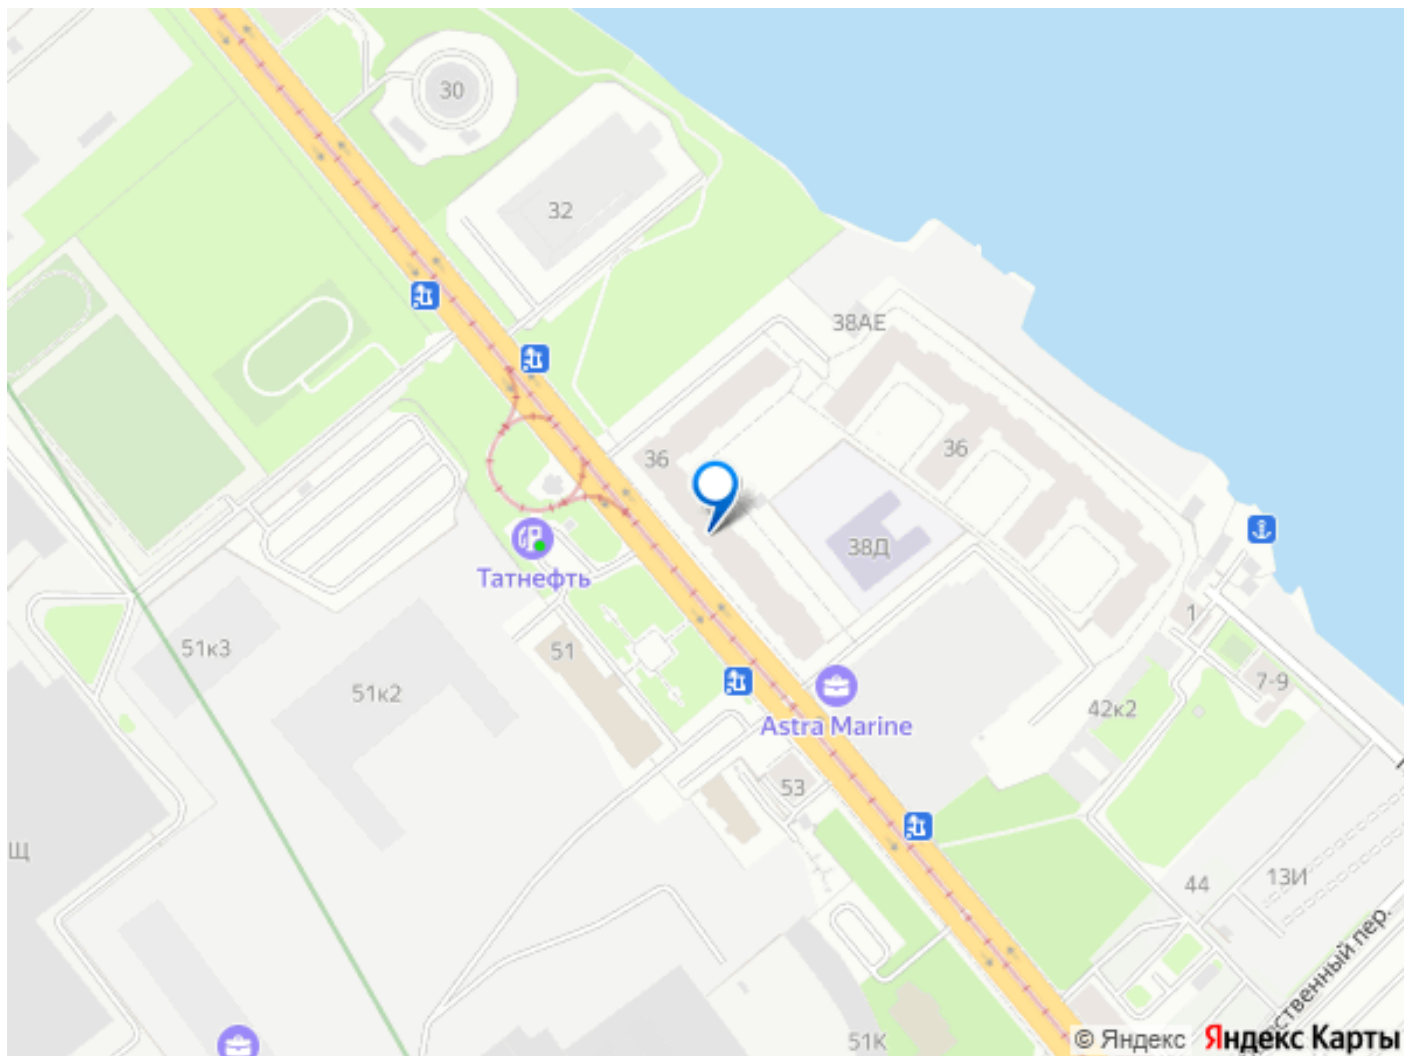 30
32
38АЕ
36
36
38Д
Татнефть
51к3
51
51к2
1
7-9
42к2
Astra Marine
53
Щ
44
13И
ственный пер.
51К
© Яндекс Яндекс Карты